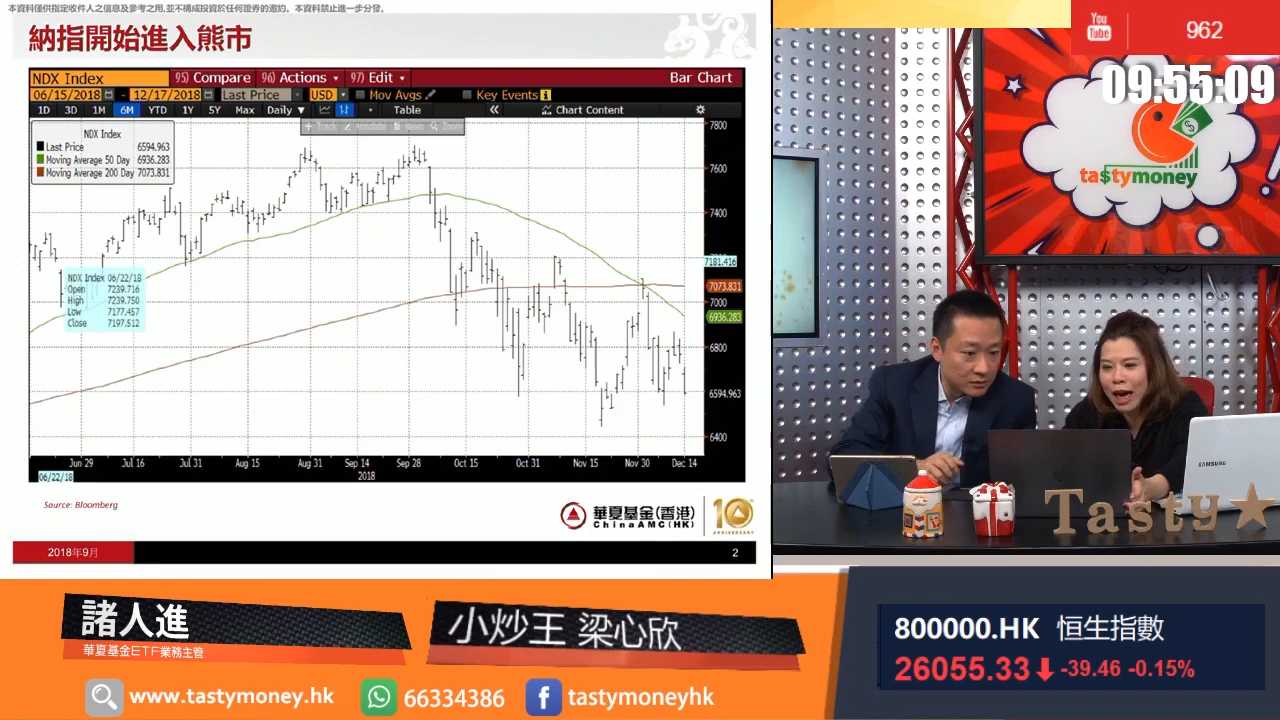 本資料僅供指定收件人之信息及參考之用,並不構成投資於任何證券的邀約。本資料禁止進一步分發。
納指開始進入熊市
NDX Index
95) Compare
96) Actions
97) Edit
Bar Chart
06/15/2018 - 12/17/2018
Last Price
USD
Mov Avgs
Key Events
1D 3D 1M 6M YTD 1Y 5Y Max Daily
Table
«
Chart Content
NDX Index
Last Price 6594.963
Moving Average 50 Day 6936.283
Moving Average 200 Day 7073.831
NDX Index 06/22/18
Open 7239.716
High 7239.750
Low 7177.457
Close 7197.512
7800
7600
7400
7181.416
7073.831
7000
6936.283
6800
6594.963
6400
Jun 29 Jul 16 Jul 31 Aug 15 Aug 31 Sep 14 Sep 28 Oct 15 Oct 31 Nov 15 Nov 30 Dec 14
06/22/18
2018
Source: Bloomberg
華夏基金(香港)
ChinaAMC(HK)
10
ANNIVERSARY
2018年9月
2
You
Tube
962
09:55:09
ta$tymoney
SAMSUNG
Tasty
諸人進
華夏基金ETF業務主管
小炒王 梁心欣
www.tastymoney.hk
66334386
tastymoneyhk
800000.HK 恒生指數
26055.33 -39.46 -0.15%